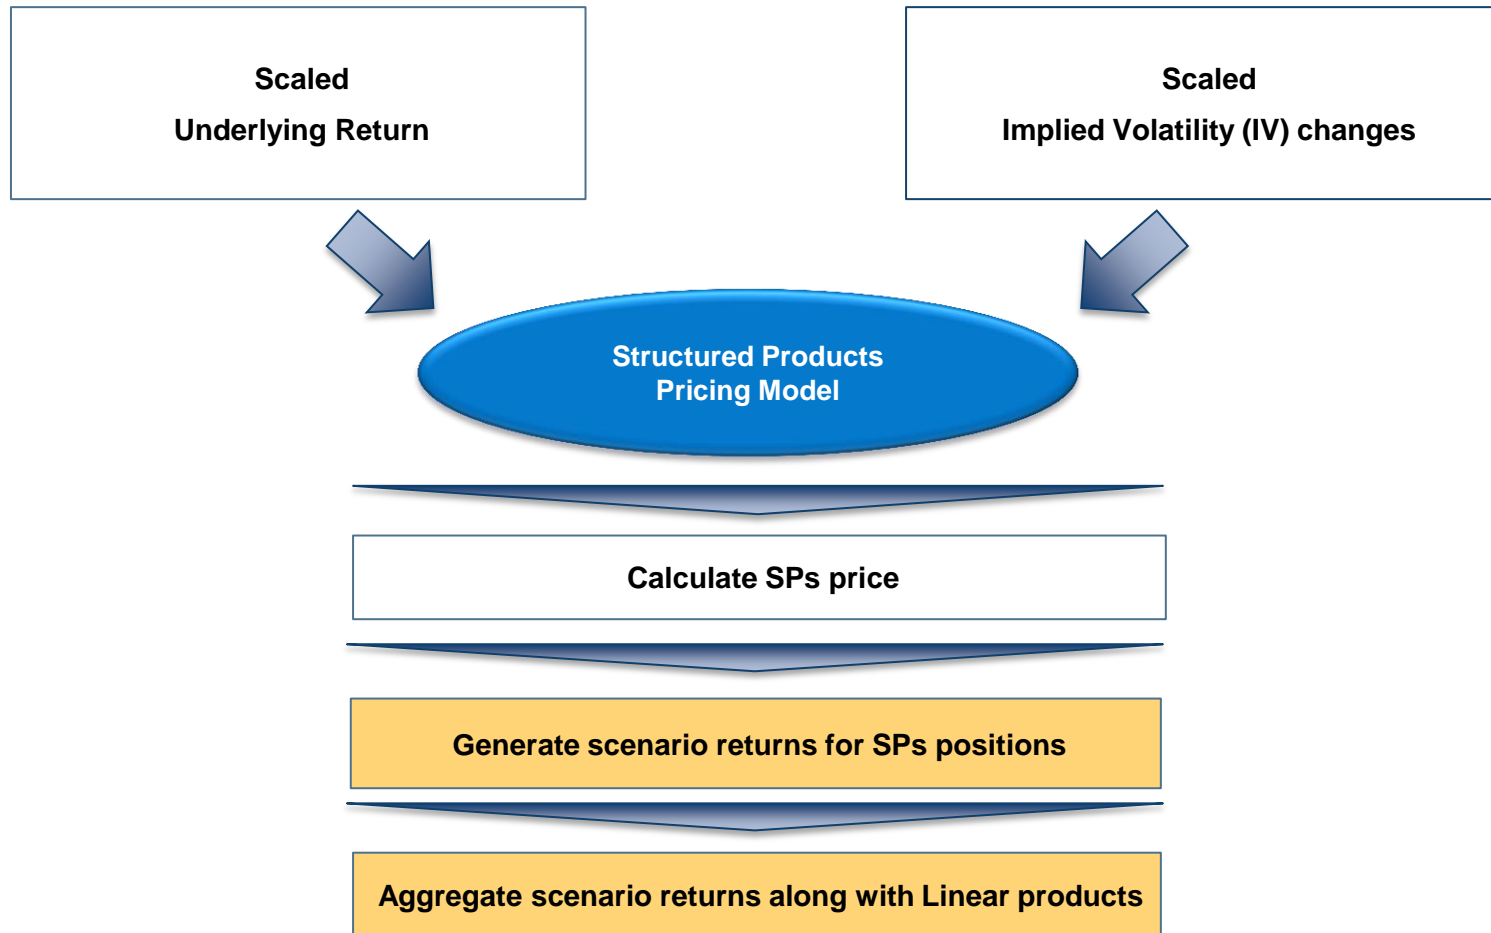 Scaled
Underlying Return
Scaled
Implied Volatility (IV) changes
Structured Products
Pricing Model
Calculate SPs price
Generate scenario returns for SPs positions
Aggregate scenario returns along with Linear products